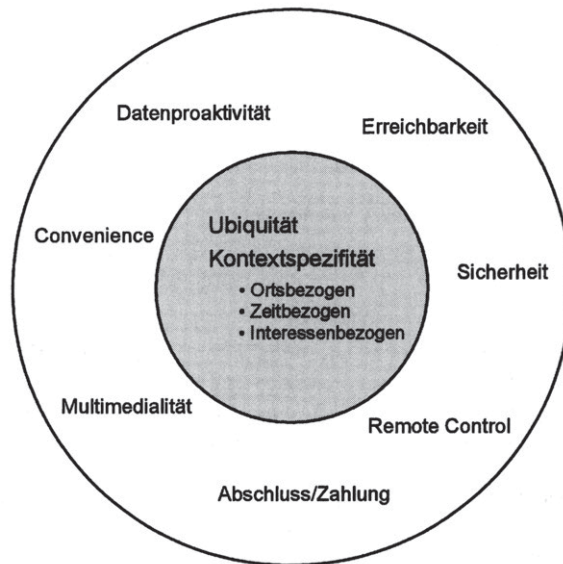 Datenproaktivität
Erreichbarkeit
Convenience
Ubiquität
Kontextspezifität
• Ortsbezogen
• Zeitbezogen
• Interessenbezogen
Sicherheit
Multimedialität
Remote Control
Abschluss/Zahlung